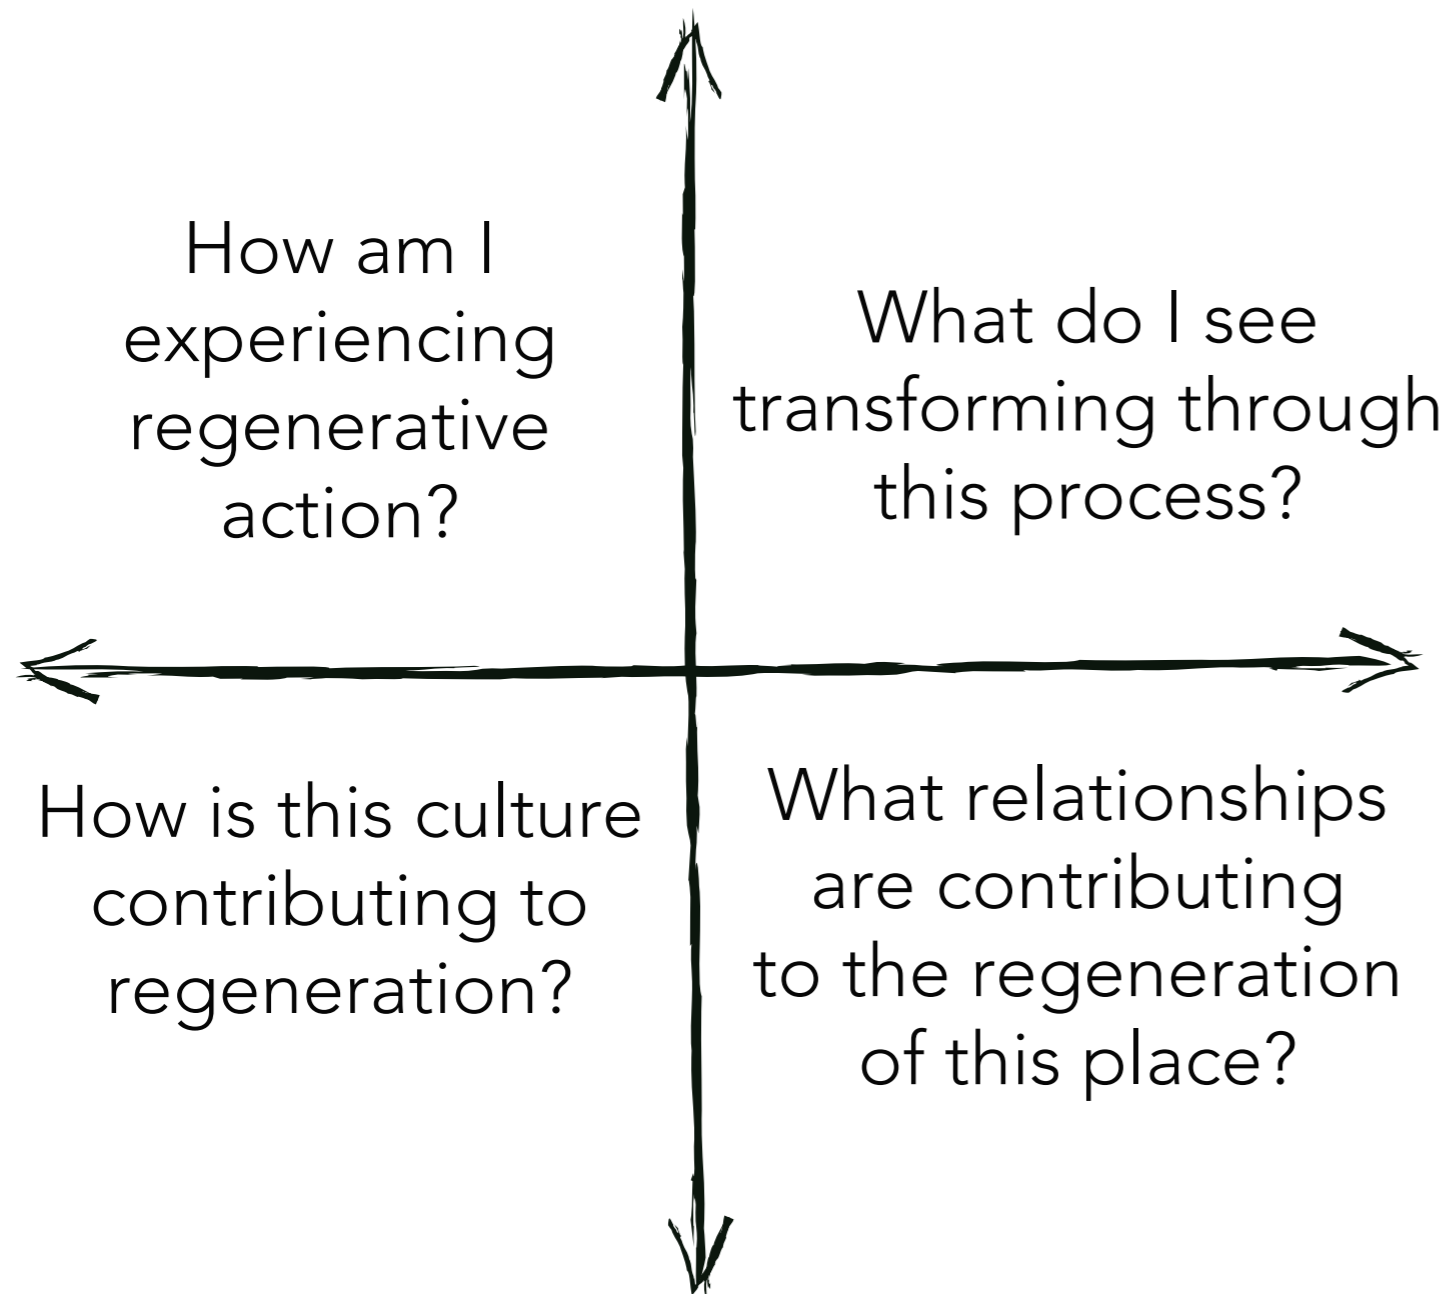 How am I
experiencing
regenerative
action?
What do I see
transforming through
this process?
How is this culture
contributing to
regeneration?
What relationships
are contributing
to the regeneration
of this place?